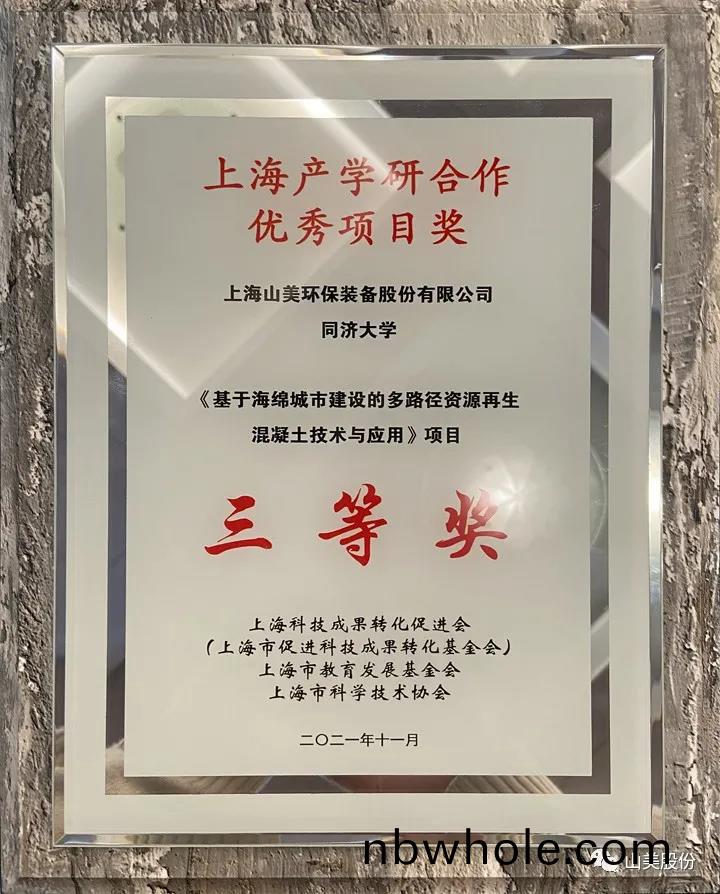 上海产学研合作
优秀项目奖
上海山美环保装备股份有限公司
同济大学
《基于海绵城市建设的多路径资源再生
混凝土技术与应用》项目
三等奖
上海科技成果转化促进会
(上海市促进科技成果转化基金会)
上海市教育发展基金会
上海市科学技术协会
二〇二一年十一月
nbwhole.com
山美股份